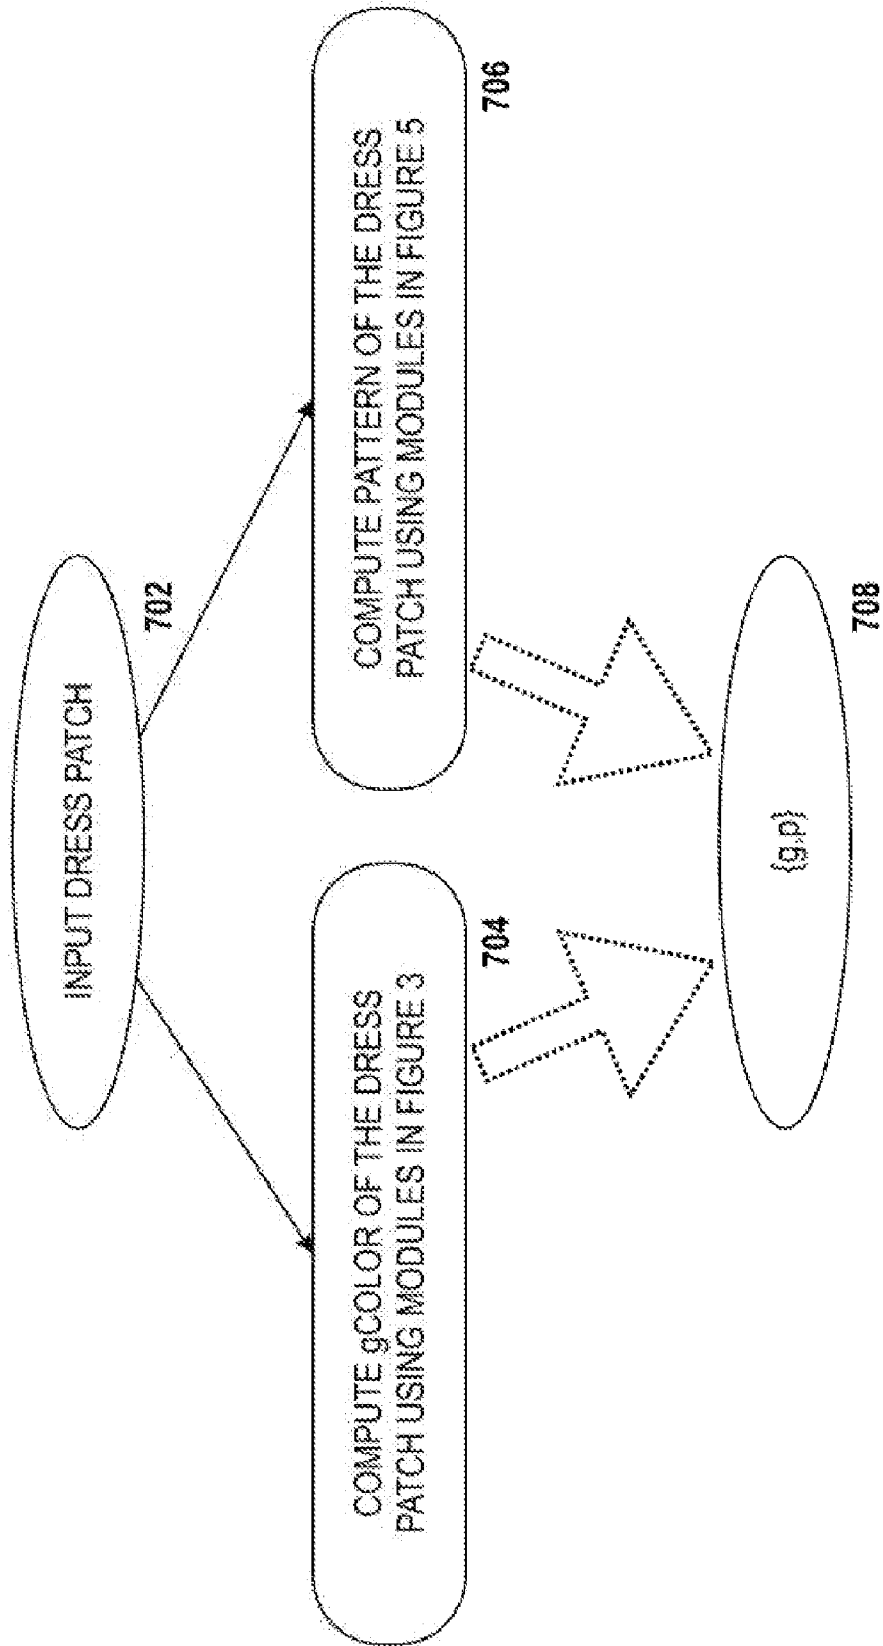 INPUT DRESS PATCH
702
COMPUTE gCOLOR OF THE DRESS
PATCH USING MODULES IN FIGURE 3
704
COMPUTE PATTERN OF THE DRESS
PATCH USING MODULES IN FIGURE 5
706
{g,p}
708